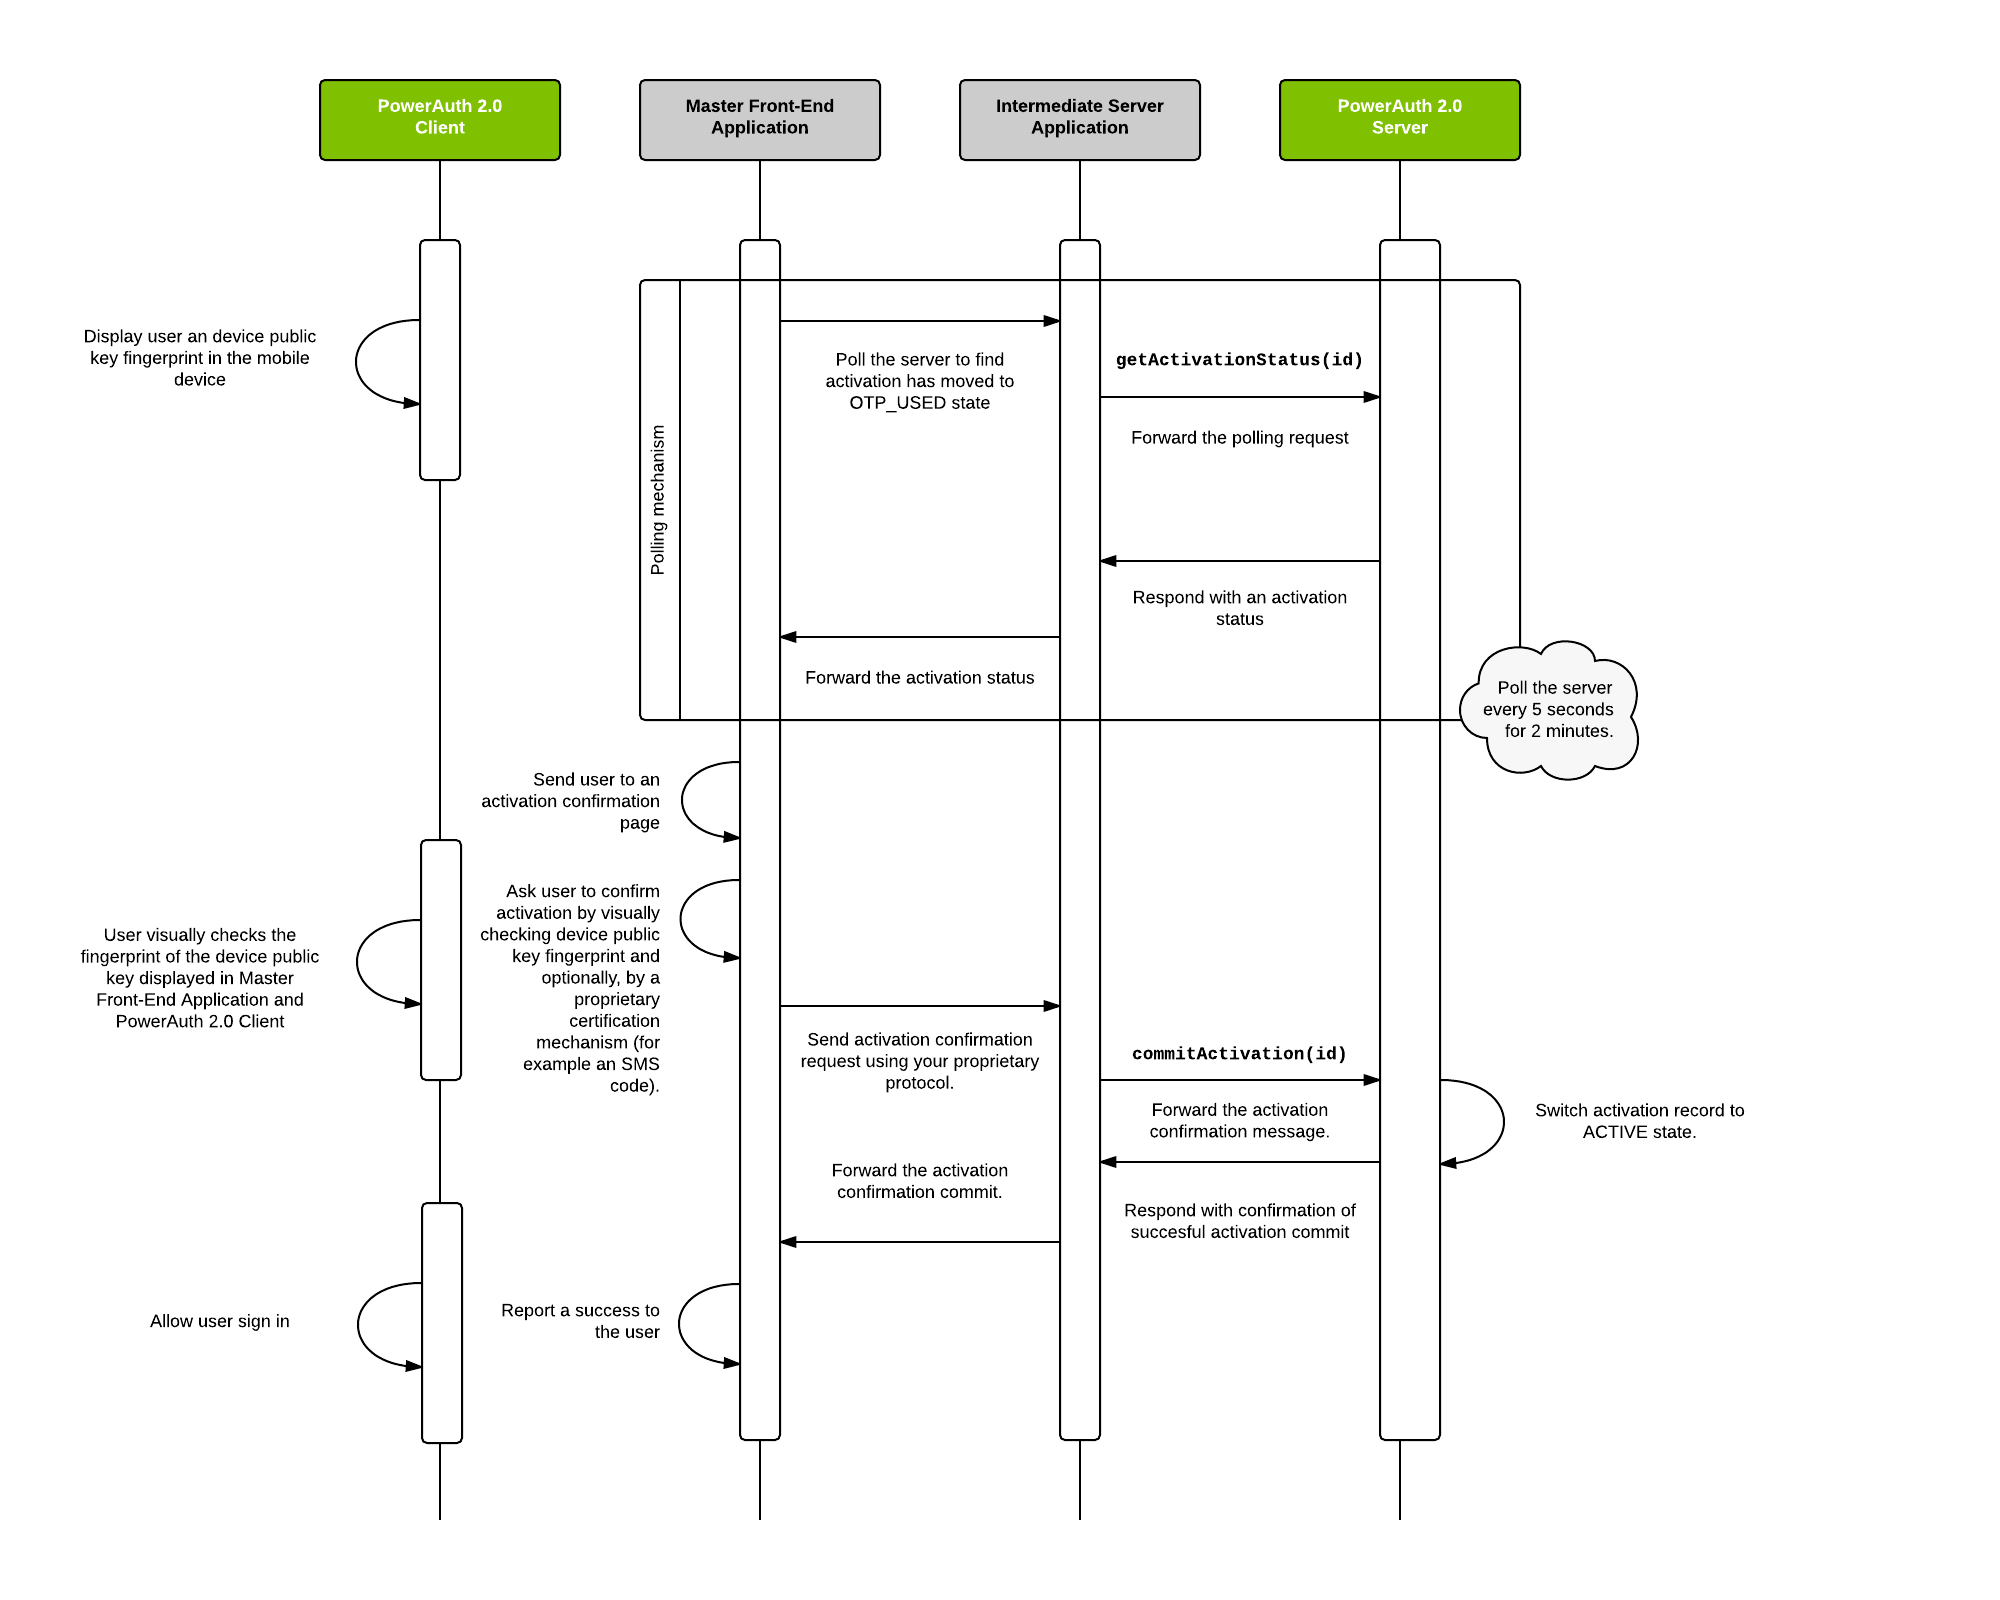 PowerAuth 2.0
Client
Master Front-End
Application
Intermediate Server
Application
PowerAuth 2.0
Server
Display user an device public
key fingerprint in the mobile
device
Polling mechanism
Poll the server to find
activation has moved to
OTP_USED state
getActivationStatus(id)
Forward the polling request
Respond with an activation
status
Forward the activation status
Poll the server
every 5 seconds
for 2 minutes.
Send user to an
activation confirmation
page
Ask user to confirm
activation by visually
checking device public
key fingerprint and
optionally, by a
proprietary
certification
mechanism (for
example an SMS
code).
User visually checks the
fingerprint of the device public
key displayed in Master
Front-End Application and
PowerAuth 2.0 Client
Send activation confirmation
request using your proprietary
protocol.
commitActivation(id)
Forward the activation
confirmation message.
Switch activation record to
ACTIVE state.
Forward the activation
confirmation commit.
Respond with confirmation of
succesful activation commit
Allow user sign in
Report a success to
the user